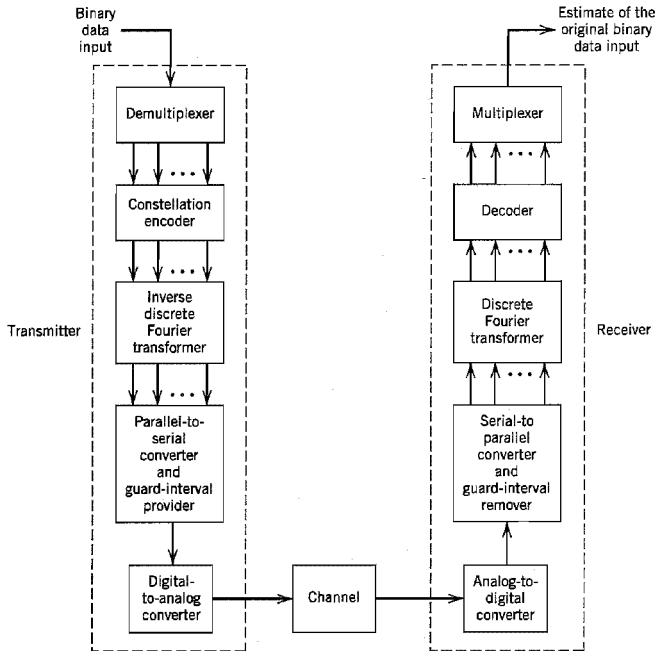 Binary
data
input
Estimate of the
original binary
data input
Demultiplexer
Multiplexer
Constellation
encoder
Decoder
Transmitter
Inverse
discrete
Fourier
transformer
Discrete
Fourier
transformer
Receiver
Parallel-to-
serial
converter
and
guard-interval
provider
Serial-to
parallel
converter
and
guard-interval
remover
Digital-
to-analog
converter
Channel
Analog-to-
digital
converter